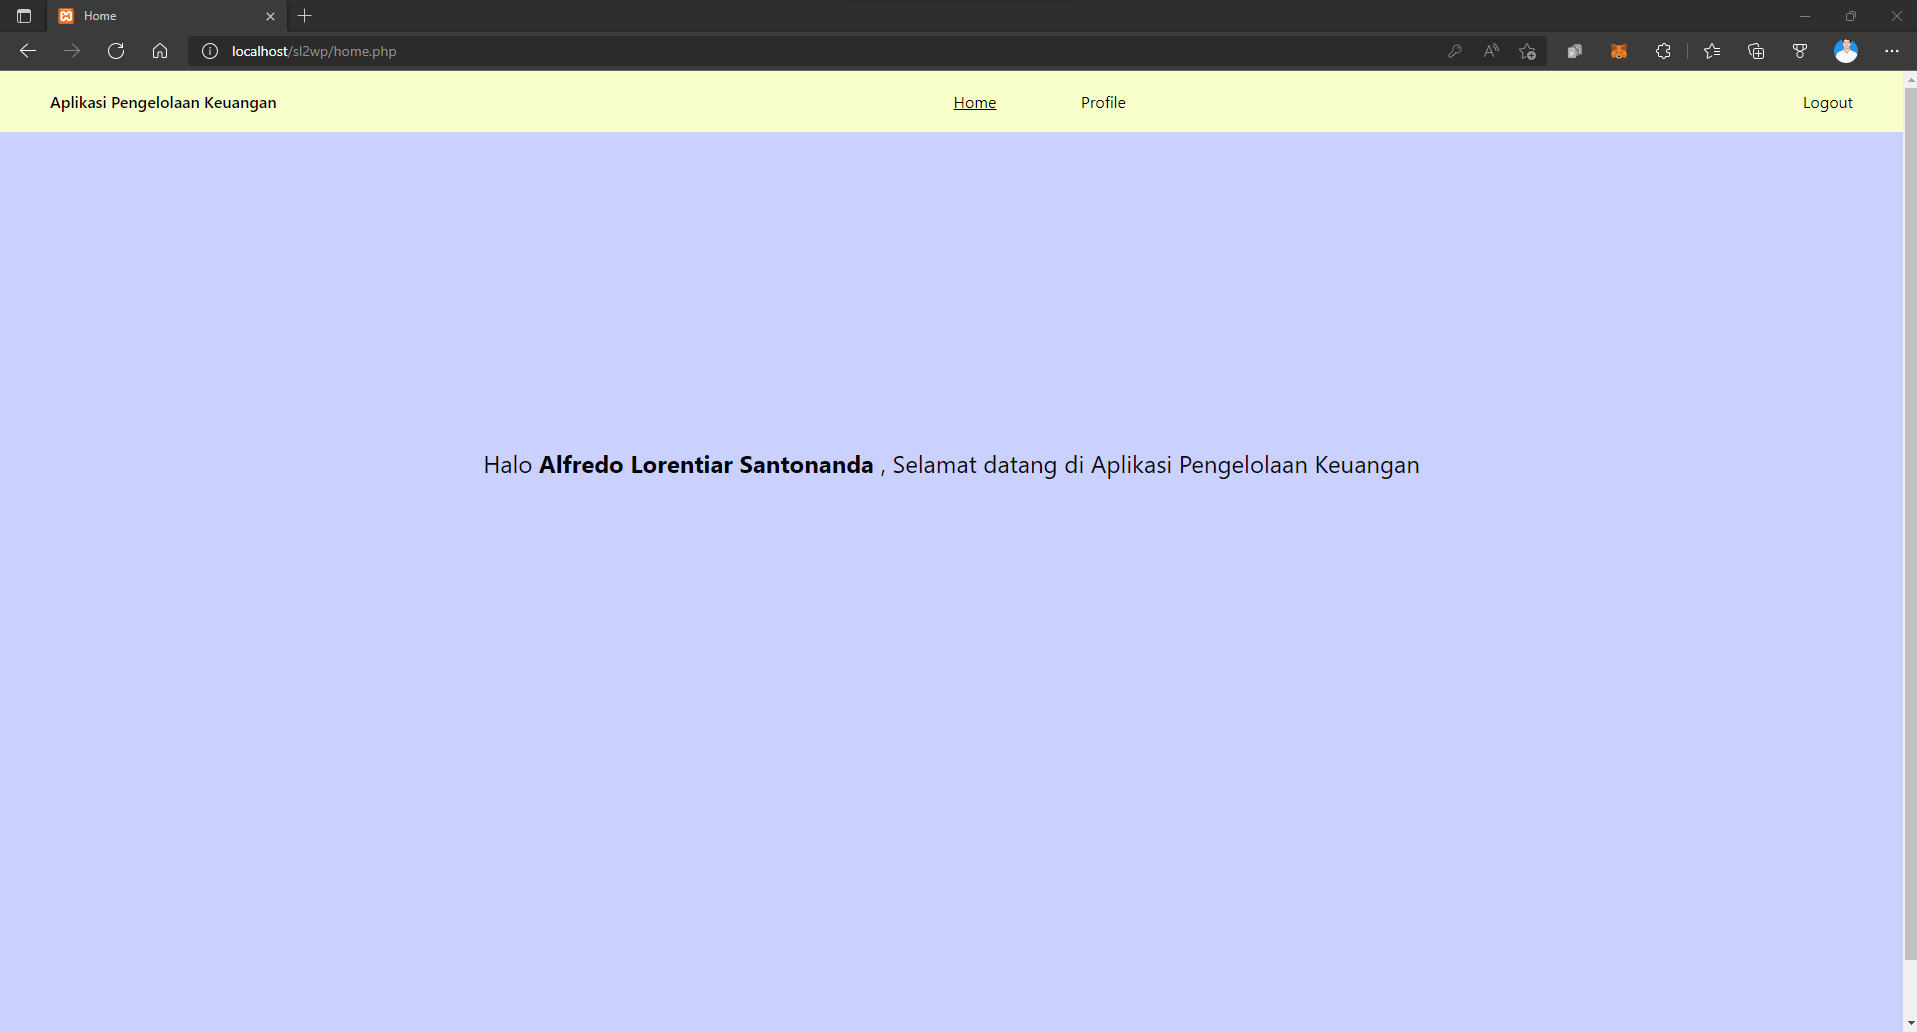 Home
localhost/sl2wp/home.php
Aplikasi Pengelolaan Keuangan Home Profile Logout
Halo Alfredo Lorentiar Santonanda , Selamat datang di Aplikasi Pengelolaan Keuangan